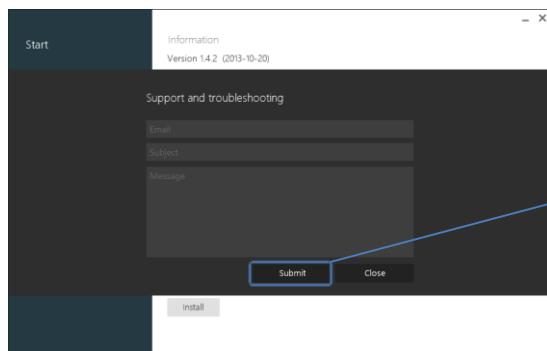 Start
Information
Version 1.4.2 (2013-10-20)
Support and troubleshooting
Email
Subject
Message
Submit
Close
Install